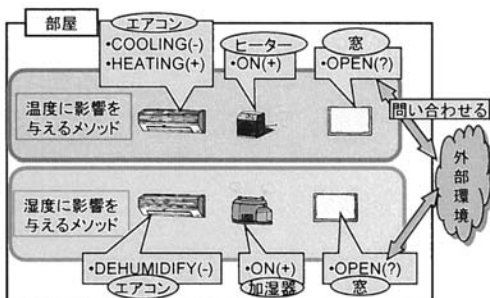 部屋
エアコン
•COOLING(-)
•HEATING(+)
ヒーター
•ON(+)
窓
•OPEN(?)
温度に影響を
与えるメソッド
問い合わせる
外部環境
湿度に影響を
与えるメソッド
•DEHUMIDIFY(-)
エアコン
•ON(+)
加湿器
•OPEN(?)
窓